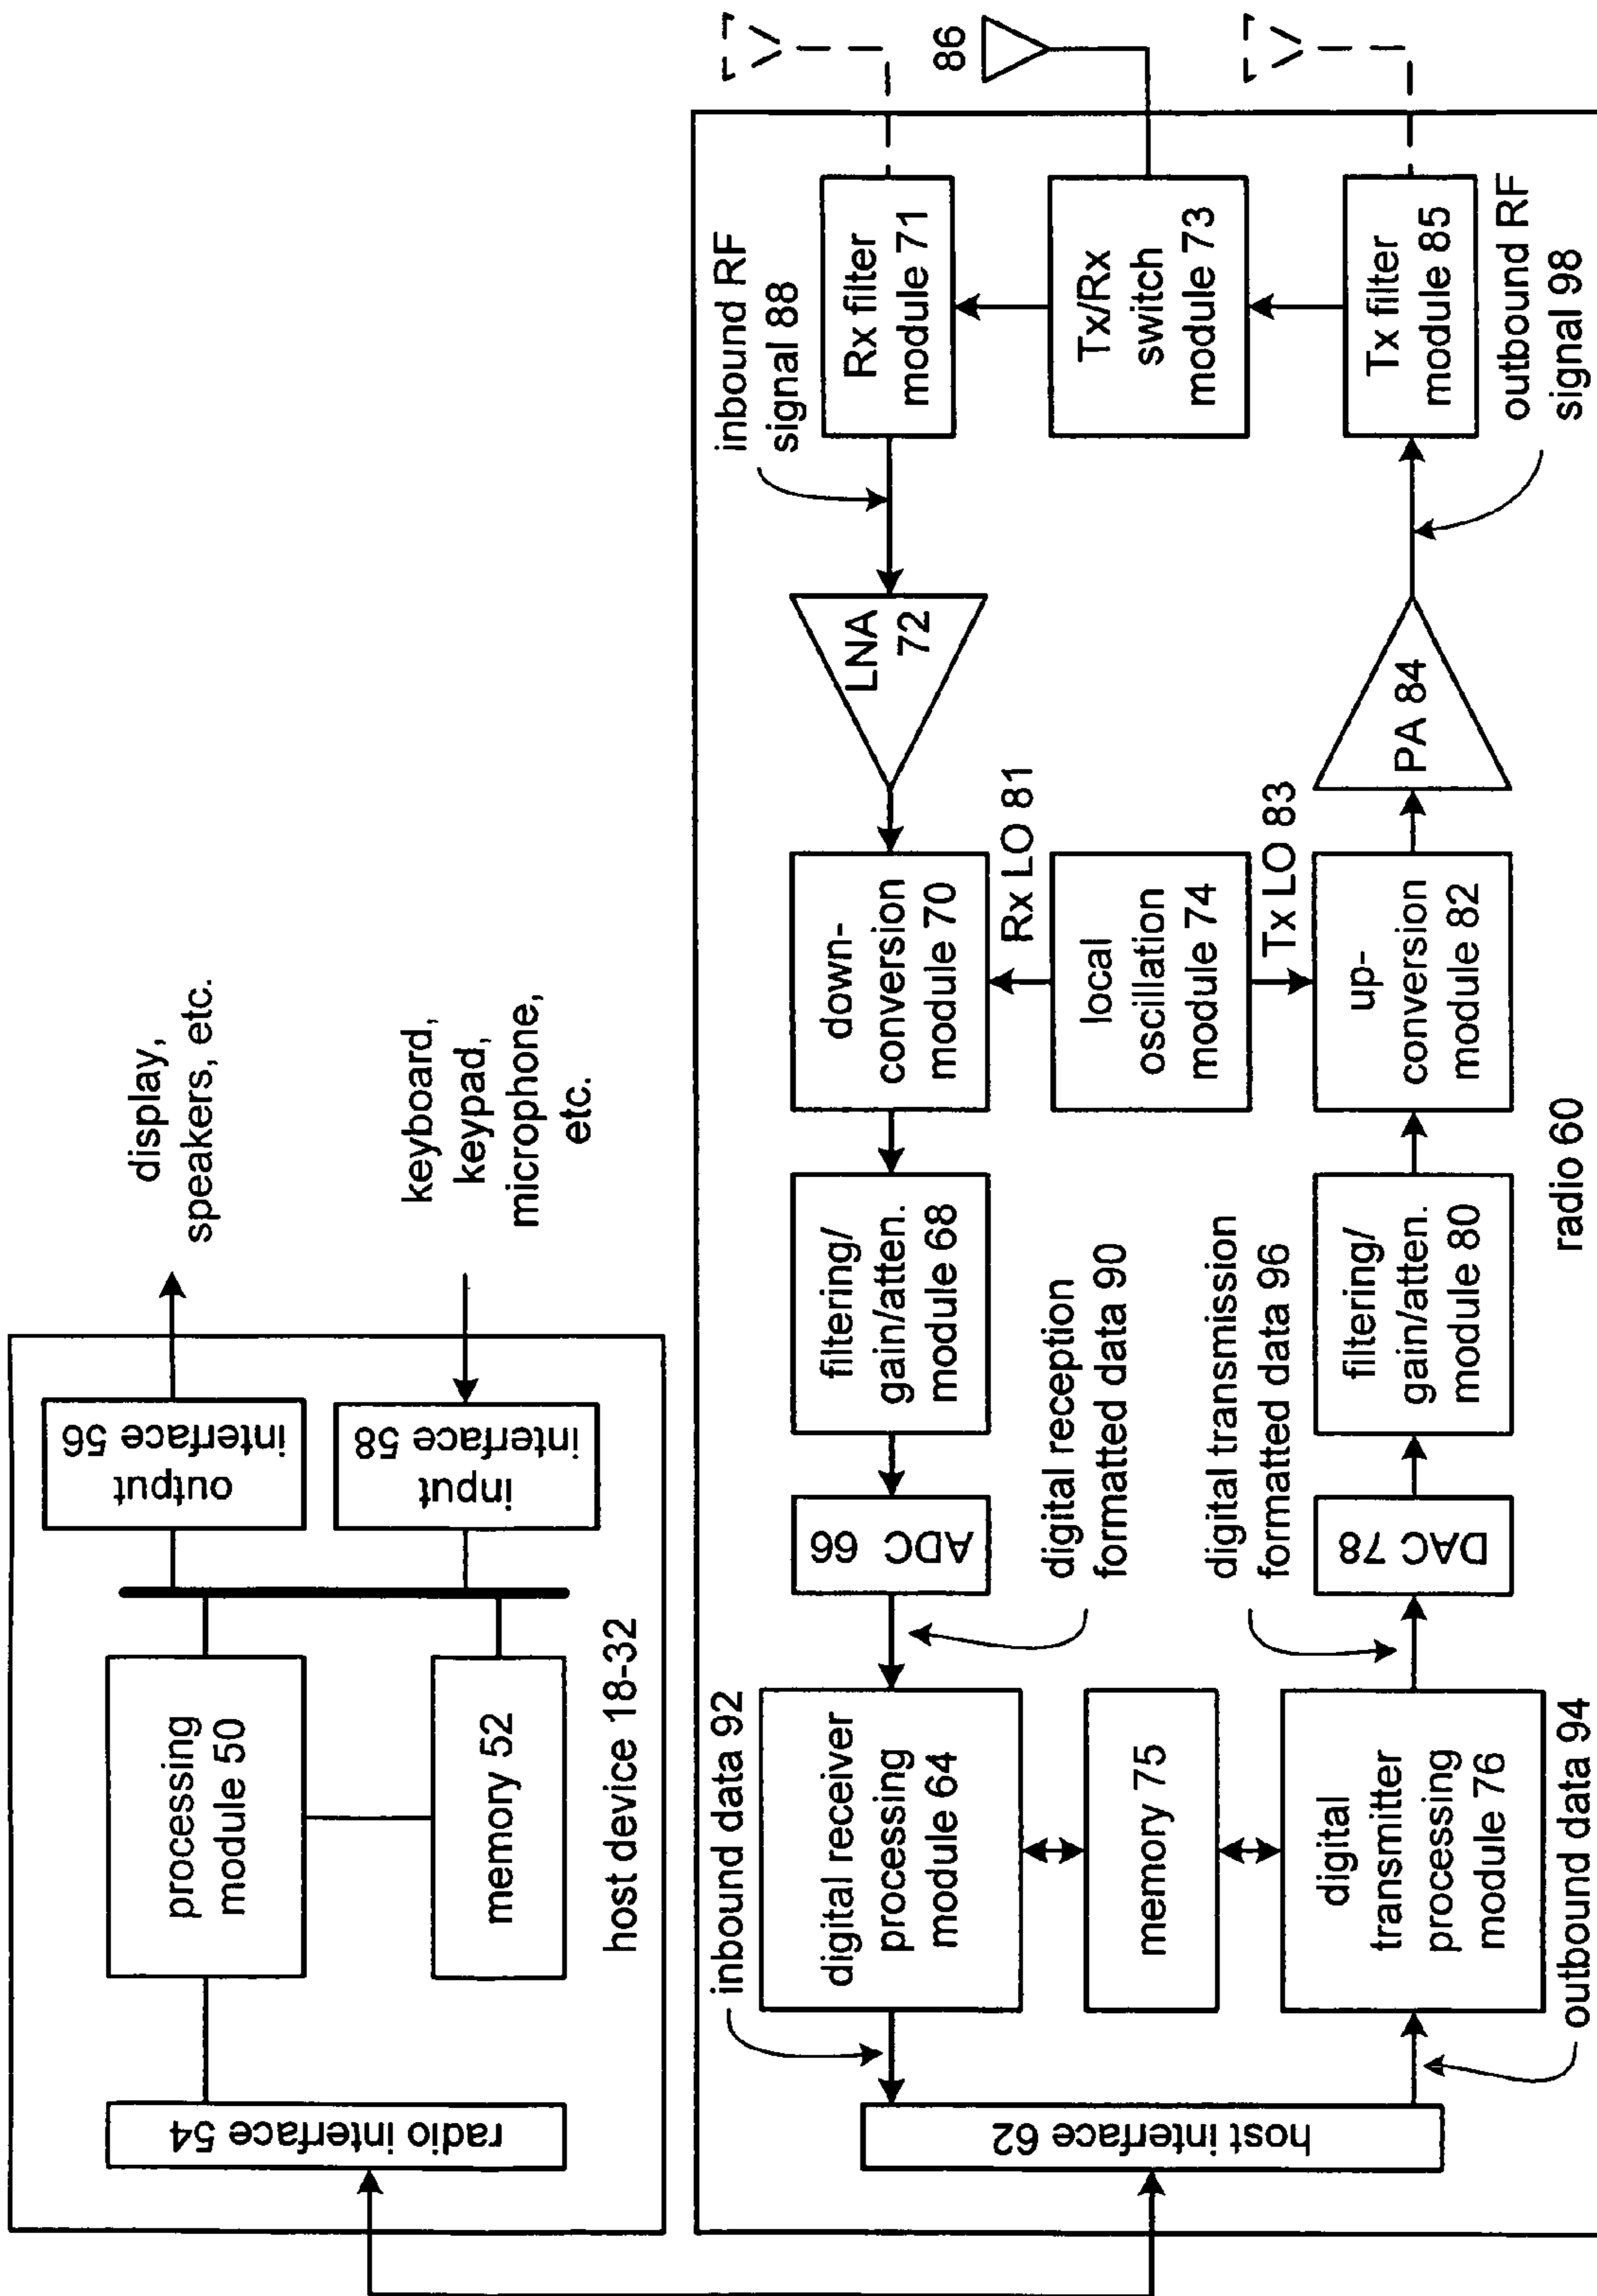 display,
speakers, etc.
keyboard,
keypad,
microphone,
etc.
output
interface 56
input
interface 58
processing
module 50
memory 52
radio interface 54
host device 18-32
86
inbound RF
signal 88
Rx filter
module 71
Tx/Rx
switch
module 73
Tx filter
module 85
outbound RF
signal 98
LNA
72
PA 84
down-
conversion
module 70
Rx LO 81
local
oscillation
module 74
Tx LO 83
up-
conversion
module 82
filtering/
gain/atten.
module 68
filtering/
gain/atten.
module 80
radio 60
ADC 66
digital reception
formatted data 90
digital transmission
formatted data 96
DAC 78
inbound data 92
digital receiver
processing
module 64
memory 75
digital
transmitter
processing
module 76
outbound data 94
host interface 62